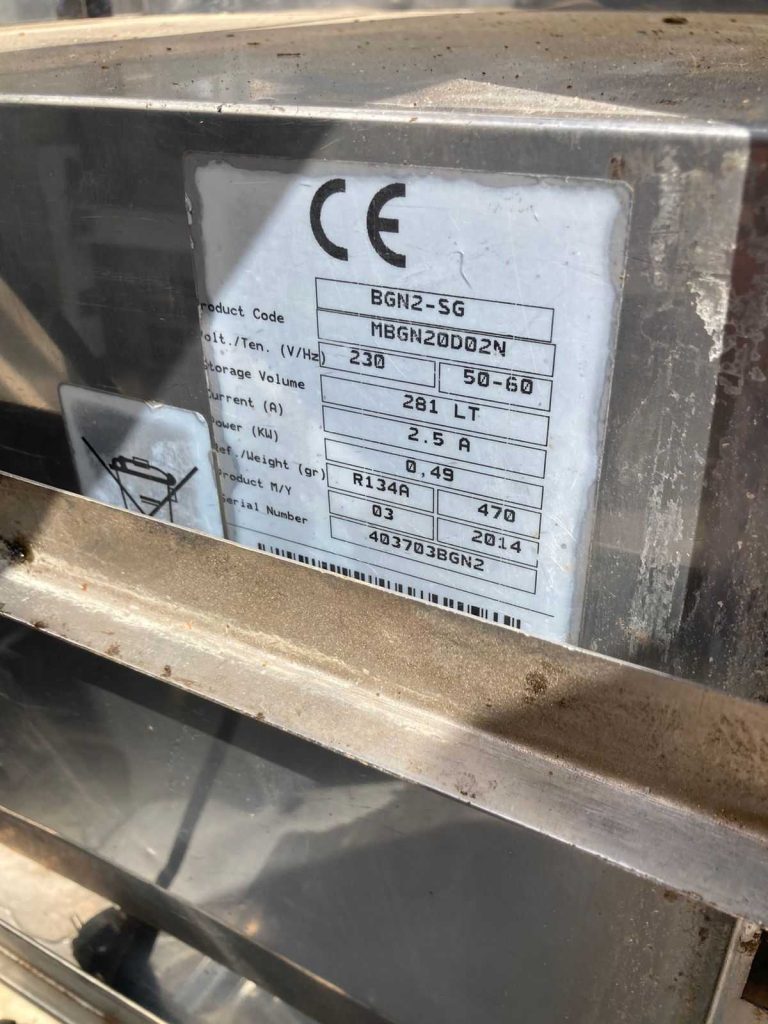 CE
BGN2-SG
roduct Code
MBGN20D02N
olt./Ten. (V/Hz) 230 50-60
torage Volume 281 LT
urrent (A) 2.5 A
ower (KW) 0,49
ef./Weight (gr) R134A 470
roduct M/Y 03 2014
erial Number 403703BGN2